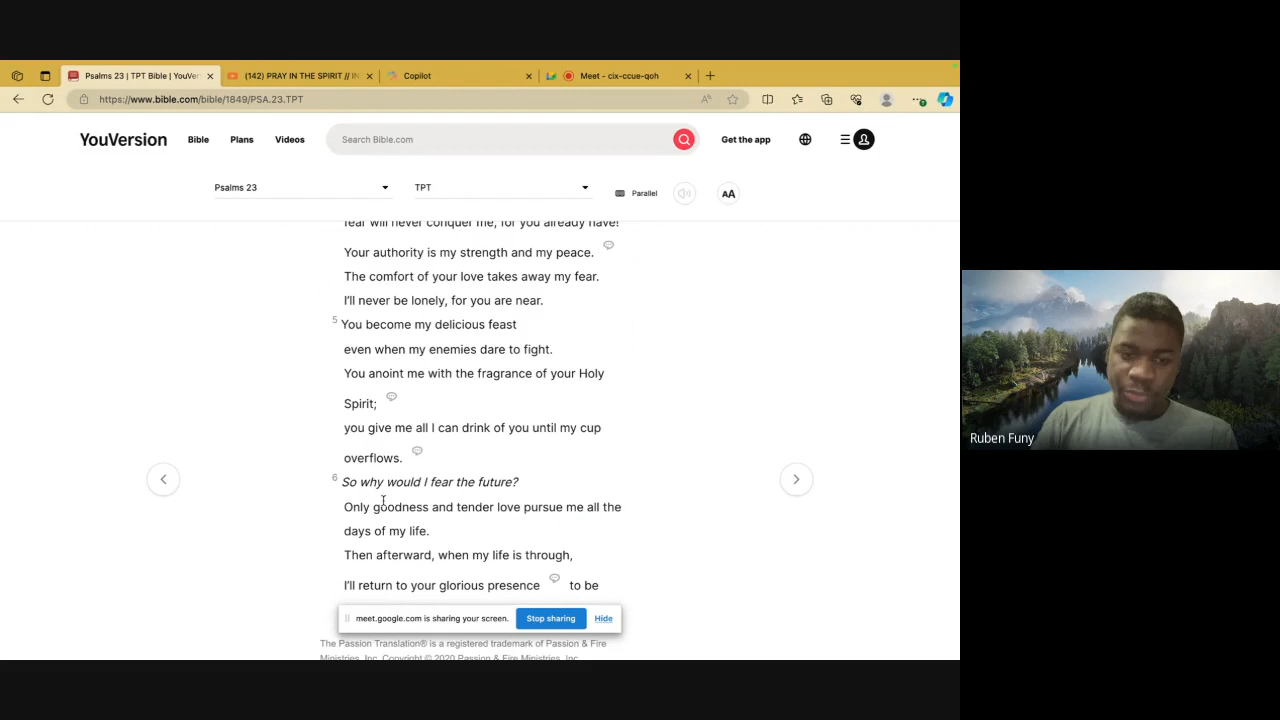 Psalms 23 | TPT Bible | YouVer
(142) PRAY IN THE SPIRIT // IN
Copilot
Meet - cix-ccue-qoh
https://www.bible.com/bible/1849/PSA.23.TPT
YouVersion Bible Plans Videos Search Bible.com Get the app
Psalms 23 TPT Parallel AA
fear will never conquer me, for you already have!
Your authority is my strength and my peace.
The comfort of your love takes away my fear.
I'll never be lonely, for you are near.
5 You become my delicious feast
even when my enemies dare to fight.
You anoint me with the fragrance of your Holy
Spirit;
you give me all I can drink of you until my cup
overflows.
6 So why would I fear the future?
Only goodness and tender love pursue me all the
days of my life.
Then afterward, when my life is through,
I'll return to your glorious presence to be
meet.google.com is sharing your screen. Stop sharing Hide
The Passion Translation® is a registered trademark of Passion & Fire
Ministries, Inc. Copyright © 2020 Passion & Fire Ministries, Inc.
Ruben Funy